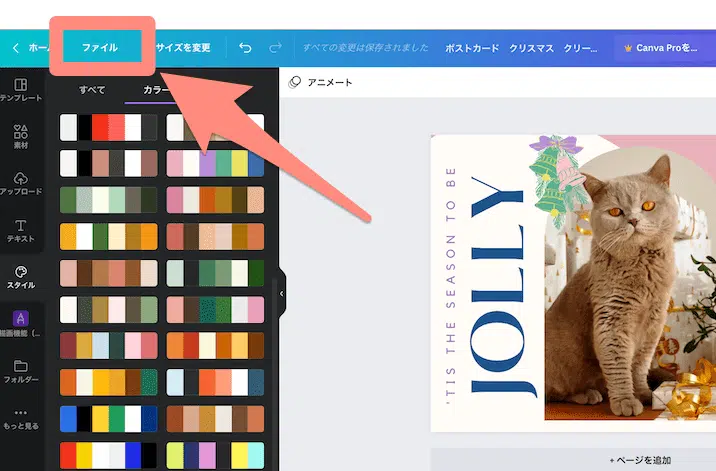 ホーム
ファイル
サイズを変更
すべての変更は保存されました
ポストカード クリスマス クリー...
Canva Proを...
テンプレート
素材
アップロード
テキスト
スタイル
描画機能（...
フォルダー
もっと見る
すべて
カラー
アニメート
'TIS THE SEASON TO BE
JOLLY
+ ページを追加